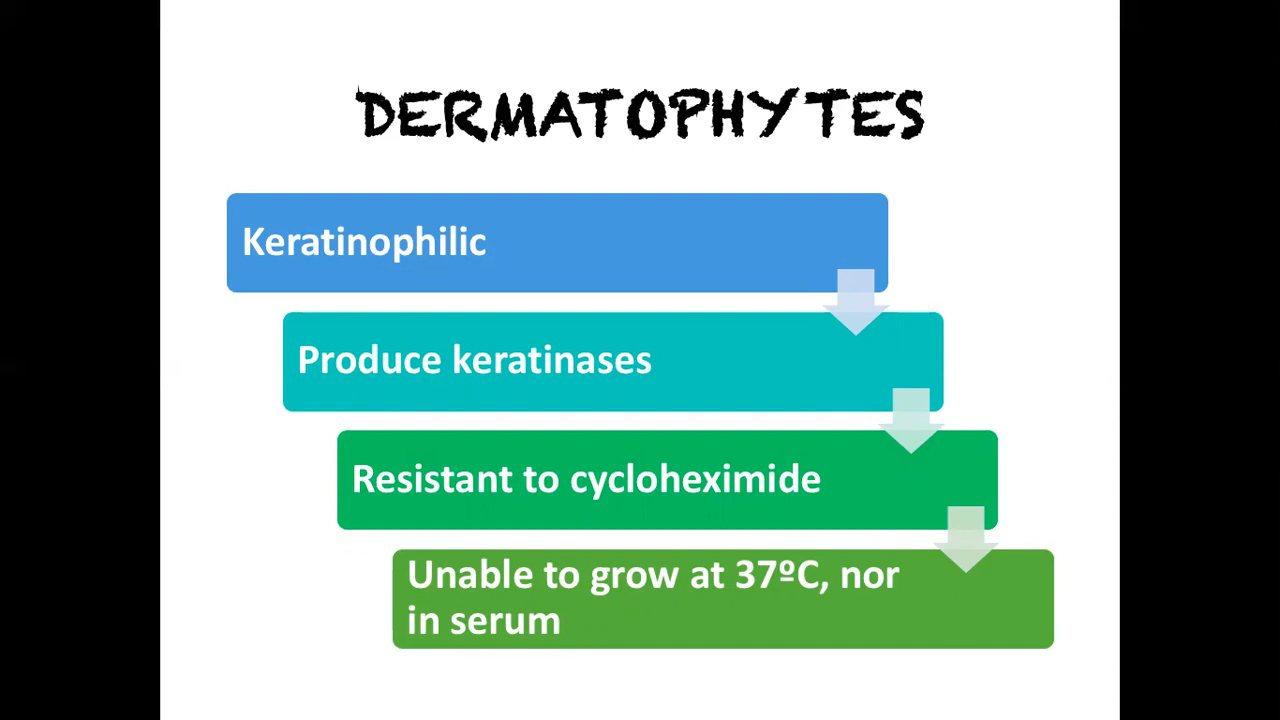 DERMATOPHYTES
Keratinophilic
Produce keratinases
Resistant to cycloheximide
Unable to grow at 37ºC, nor
in serum